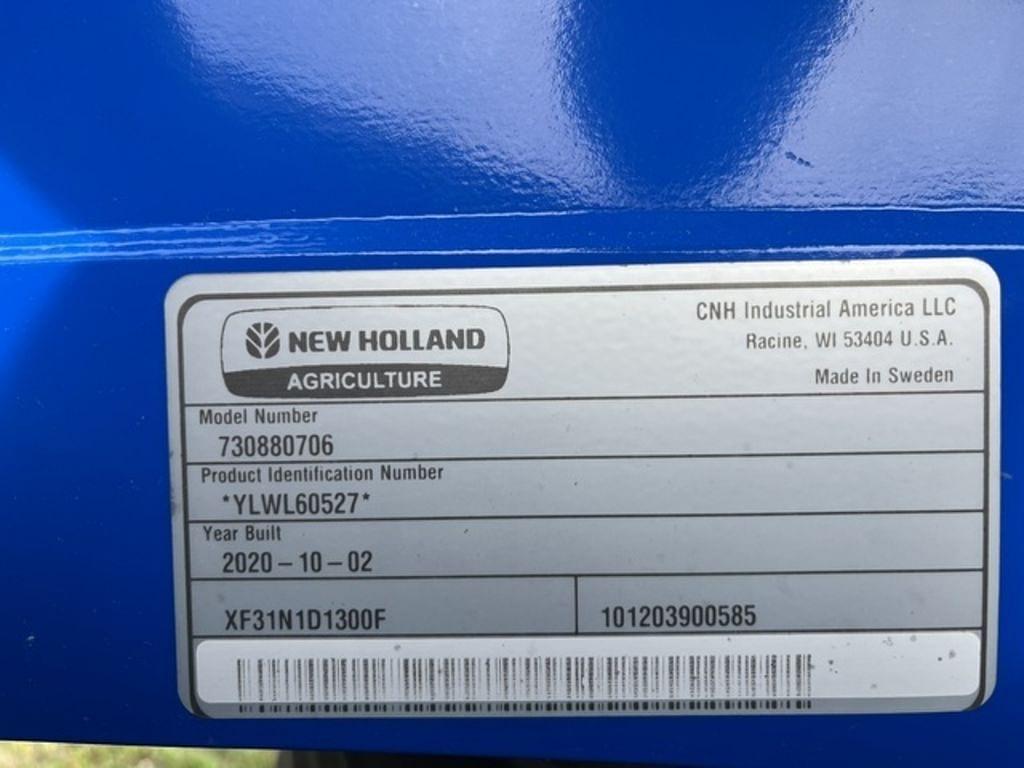 NEW HOLLAND
AGRICULTURE
CNH Industrial America LLC
Racine, WI 53404 U.S.A.
Made In Sweden
Model Number
730880706
Product Identification Number
*YLWL60527*
Year Built
2020-10-02
XF31N1D1300F
101203900585